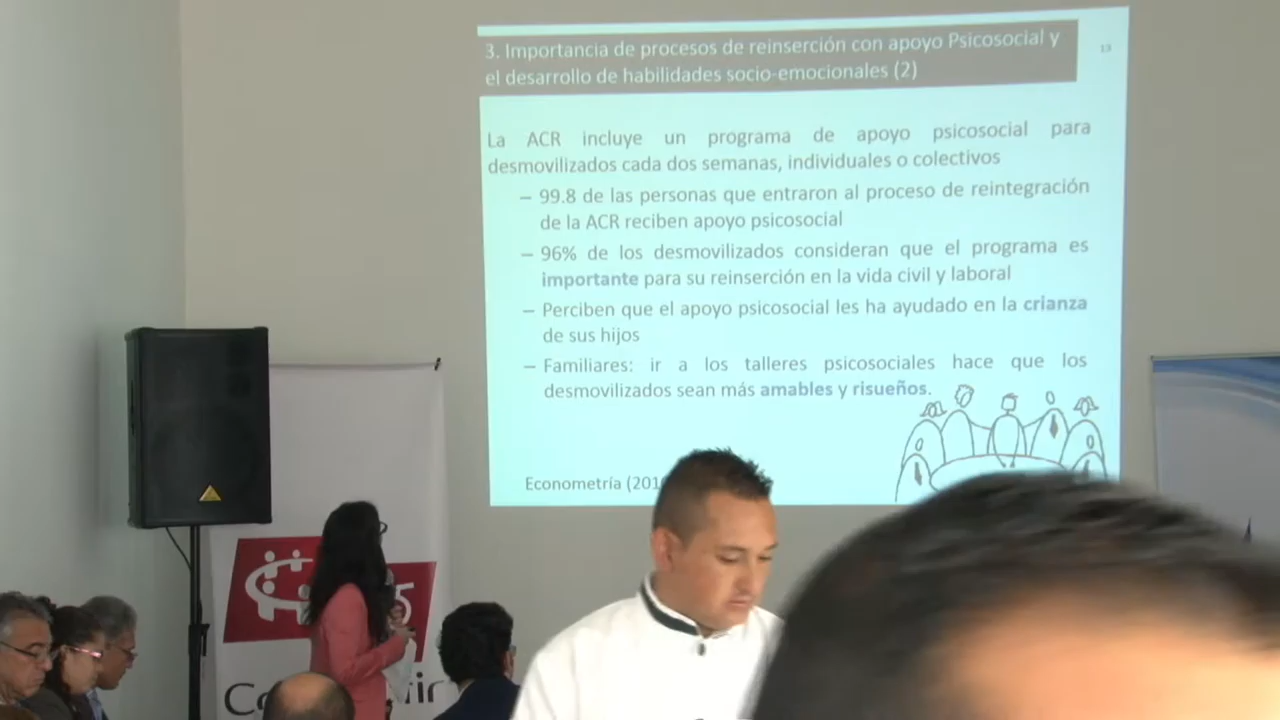 3. Importancia de procesos de reinserción con apoyo Psicosocial y
el desarrollo de habilidades socio-emocionales (2)
13
La ACR incluye un programa de apoyo psicosocial para
desmovilizados cada dos semanas, individuales o colectivos
– 99.8 de las personas que entraron al proceso de reintegración
de la ACR reciben apoyo psicosocial
– 96% de los desmovilizados consideran que el programa es
importante para su reinserción en la vida civil y laboral
– Perciben que el apoyo psicosocial les ha ayudado en la crianza
de sus hijos
– Familiares: ir a los talleres psicosociales hace que los
desmovilizados sean más amables y risueños.
Econometría